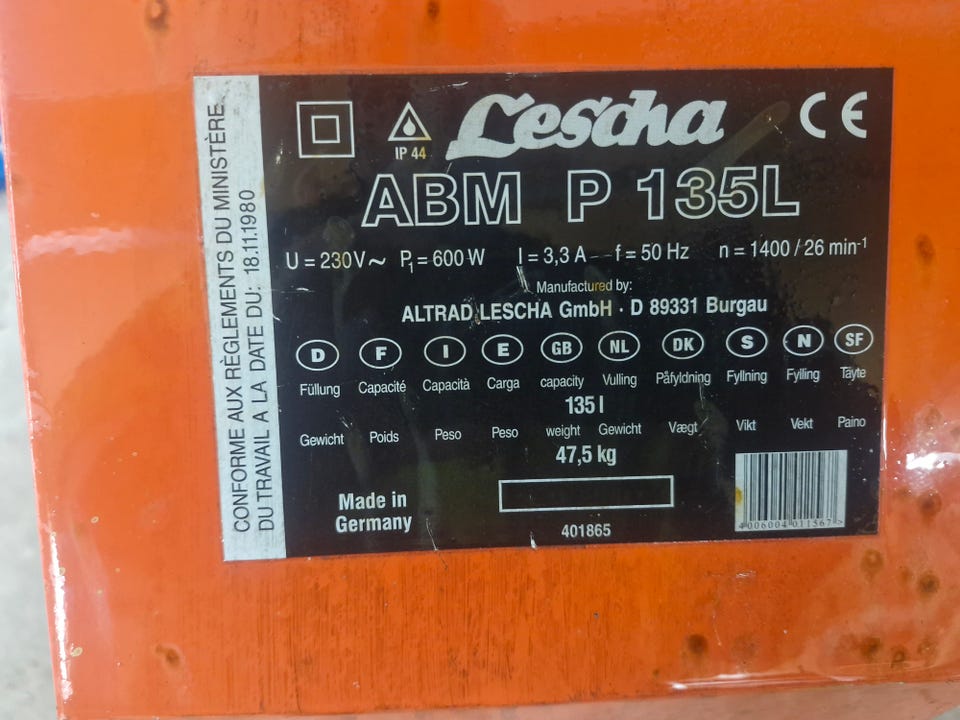 CONFORME AUX RÈGLEMENTS DU MINISTÈRE
DU TRAVAIL A LA DATE DU: 18.11.1980
IP 44
Lescha
CE
ABM P 135L
U = 230V~ P1 = 600 W I = 3,3 A f = 50 Hz n = 1400 / 26 min-1
Manufactured by:
ALTRAD LESCHA GmbH · D 89331 Burgau
D F I E GB NL DK S N SF
Füllung Capacité Capacità Carga capacity Vulling Påfyldning Fyllning Fylling Täyte
135 l
Gewicht Poids Peso Peso weight Gewicht Vægt Vikt Vekt Paino
47,5 kg
Made in
Germany
401865
4 006004 011567 >